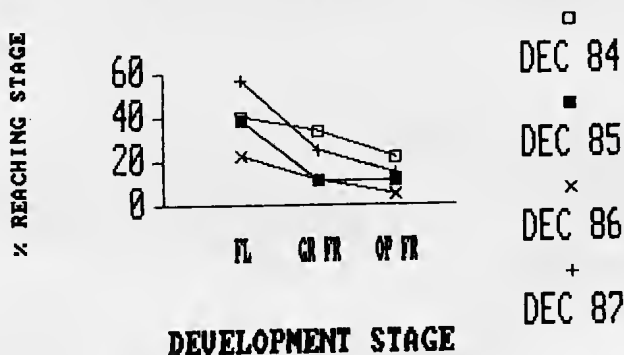 % REACHING STAGE
60
40
20
0
FL GR FR OP FR
DEVELOPMENT STAGE
DEC 84
DEC 85
DEC 86
DEC 87